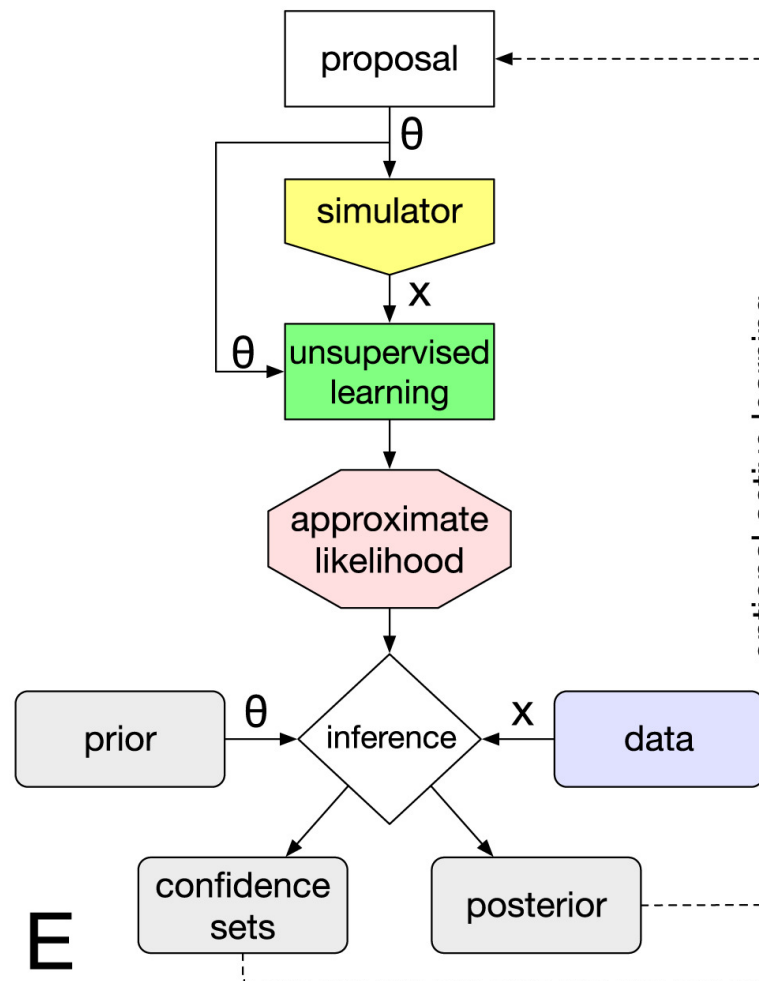 proposal
θ
simulator
x
θ
unsupervised
learning
approximate
likelihood
prior
θ
inference
x
data
confidence
sets
posterior
E